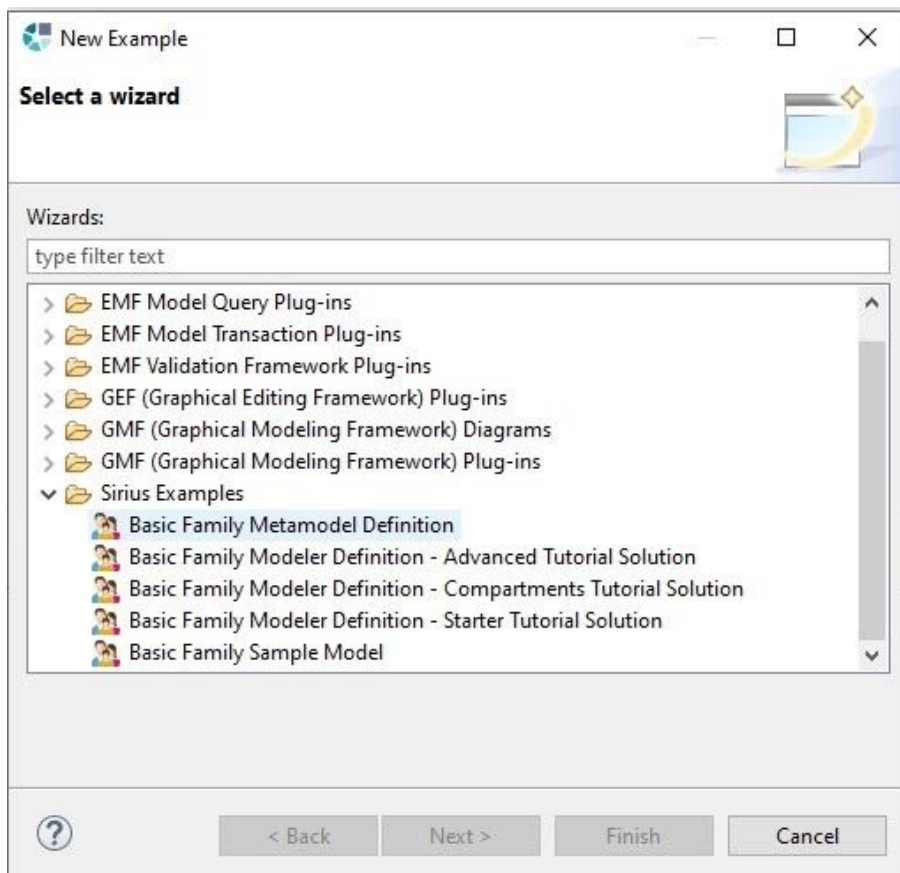 New Example
Select a wizard
Wizards:
type filter text
EMF Model Query Plug-ins
EMF Model Transaction Plug-ins
EMF Validation Framework Plug-ins
GEF (Graphical Editing Framework) Plug-ins
GMF (Graphical Modeling Framework) Diagrams
GMF (Graphical Modeling Framework) Plug-ins
Sirius Examples
Basic Family Metamodel Definition
Basic Family Modeler Definition - Advanced Tutorial Solution
Basic Family Modeler Definition - Compartments Tutorial Solution
Basic Family Modeler Definition - Starter Tutorial Solution
Basic Family Sample Model
? < Back Next > Finish Cancel